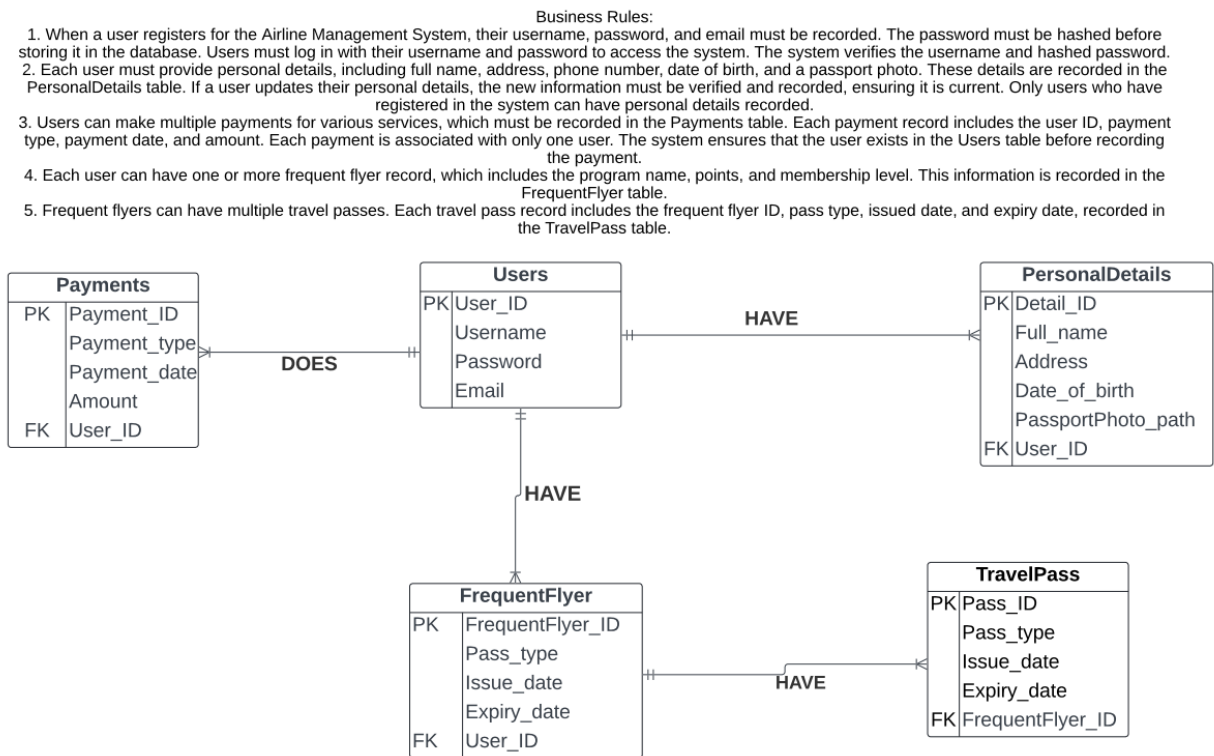 Business Rules:
1. When a user registers for the Airline Management System, their username, password, and email must be recorded. The password must be hashed before
storing it in the database. Users must log in with their username and password to access the system. The system verifies the username and hashed password.
2. Each user must provide personal details, including full name, address, phone number, date of birth, and a passport photo. These details are recorded in the
PersonalDetails table. If a user updates their personal details, the new information must be verified and recorded, ensuring it is current. Only users who have
registered in the system can have personal details recorded.
3. Users can make multiple payments for various services, which must be recorded in the Payments table. Each payment record includes the user ID, payment
type, payment date, and amount. Each payment is associated with only one user. The system ensures that the user exists in the Users table before recording
the payment.
4. Each user can have one or more frequent flyer record, which includes the program name, points, and membership level. This information is recorded in the
FrequentFlyer table.
5. Frequent flyers can have multiple travel passes. Each travel pass record includes the frequent flyer ID, pass type, issued date, and expiry date, recorded in
the TravelPass table.
Payments
PK Payment_ID
Payment_type
Payment_date
Amount
FK User_ID
DOES
Users
PK User_ID
Username
Password
Email
HAVE
PersonalDetails
PK Detail_ID
Full_name
Address
Date_of_birth
PassportPhoto_path
FK User_ID
HAVE
FrequentFlyer
PK FrequentFlyer_ID
Pass_type
Issue_date
Expiry_date
FK User_ID
HAVE
TravelPass
PK Pass_ID
Pass_type
Issue_date
Expiry_date
FK FrequentFlyer_ID